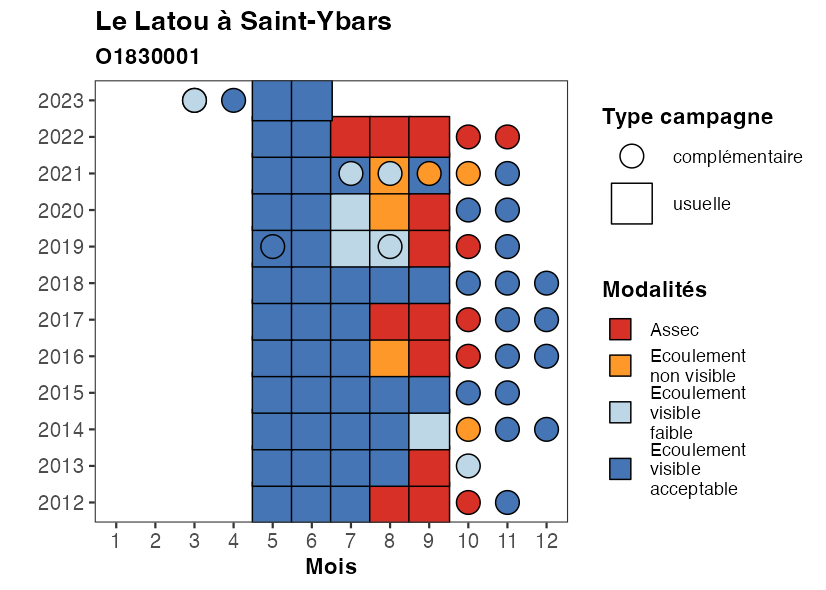 Le Latou à Saint-Ybars
O1830001
2023
2022
2021
2020
2019
2018
2017
2016
2015
2014
2013
2012
1 2 3 4 5 6 7 8 9 10 11 12
Mois
Type campagne
complémentaire
usuelle
Modalités
Assec
Ecoulement
non visible
Ecoulement
visible
faible
Ecoulement
visible
acceptable